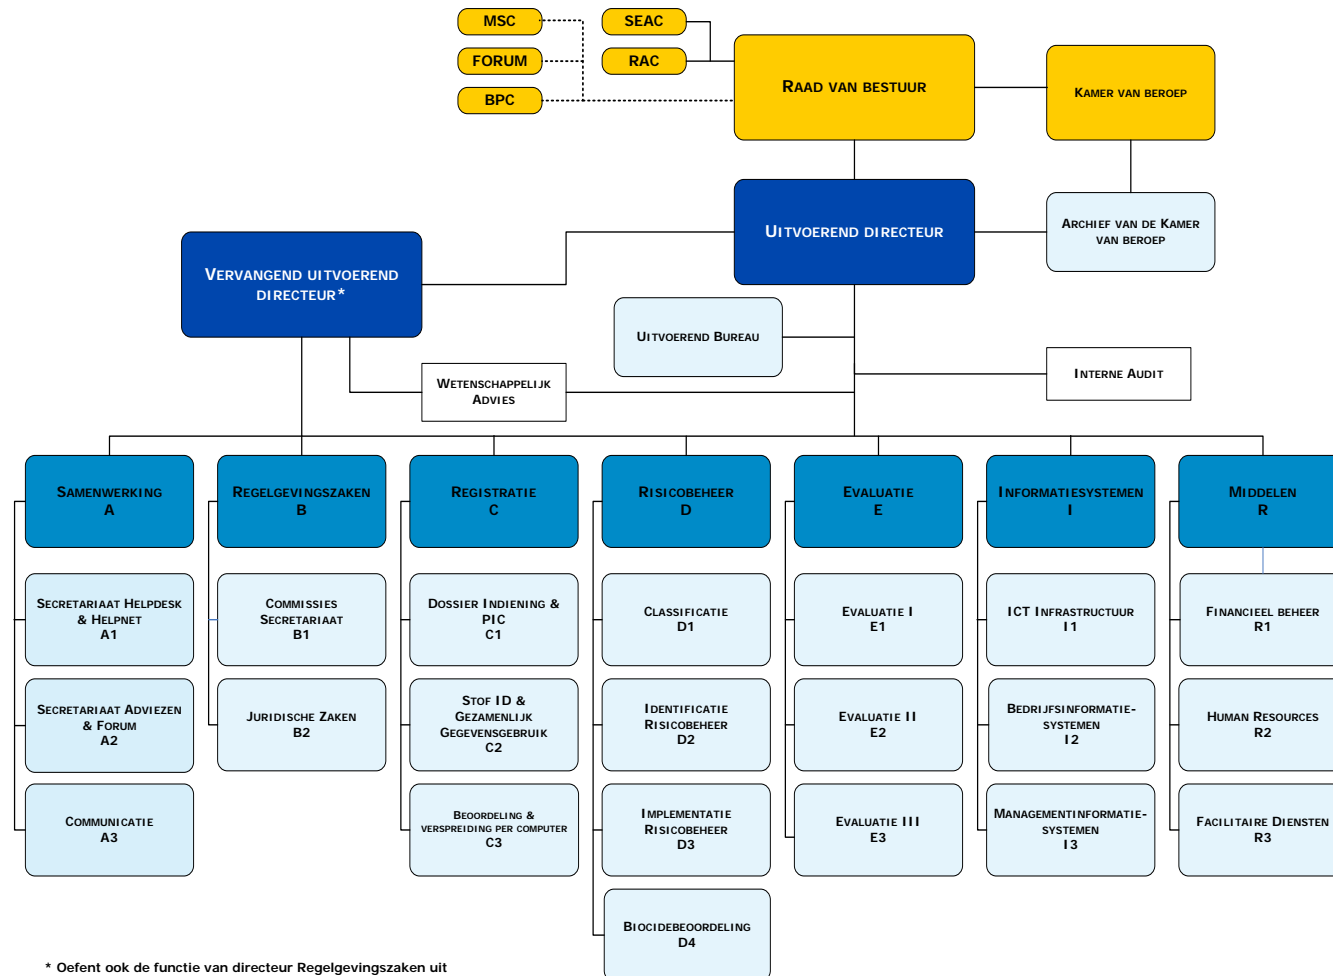 MSC
SEAC
FORUM
RAC
BPC
RAAD VAN BESTUUR
KAMER VAN BEROEP
UITVOEREND DIRECTEUR
ARCHIEF VAN DE KAMER
VAN BEROEP
VERVANGEND UITVOEREND
DIRECTEUR*
UITVOEREND BUREAU
WETENSCHAPPELIJK
ADVIES
INTERNE AUDIT
SAMENWERKING
A
REGELGEVINGSZAKEN
B
REGISTRATIE
C
RISICOBEHEER
D
EVALUATIE
E
INFORMATIESYSTEMEN
I
MIDDELEN
R
SECRETARIAAT HELPDESK
& HELPNET
A1
COMMISSIES
SECRETARIAAT
B1
DOSSIER INDIENING &
PIC
C1
CLASSIFICATIE
D1
EVALUATIE I
E1
ICT INFRASTRUCTUUR
I1
FINANCIEEL BEHEER
R1
SECRETARIAAT ADVIEZEN
& FORUM
A2
JURIDISCHE ZAKEN
B2
STOF ID &
GEZAMENLIJK
GEGEVENSGEBRUIK
C2
IDENTIFICATIE
RISICOBEHEER
D2
EVALUATIE II
E2
BEDRIJFSINFORMATIE-
SYSTEMEN
I2
HUMAN RESOURCES
R2
COMMUNICATIE
A3
BEOORDELING &
VERSPREIDING PER COMPUTER
C3
IMPLEMENTATIE
RISICOBEHEER
D3
EVALUATIE III
E3
MANAGEMENTINFORMATIE-
SYSTEMEN
I3
FACILITAIRE DIENSTEN
R3
BIOCIDEBEOORDELING
D4
* Oefent ook de functie van directeur Regelgevingszaken uit